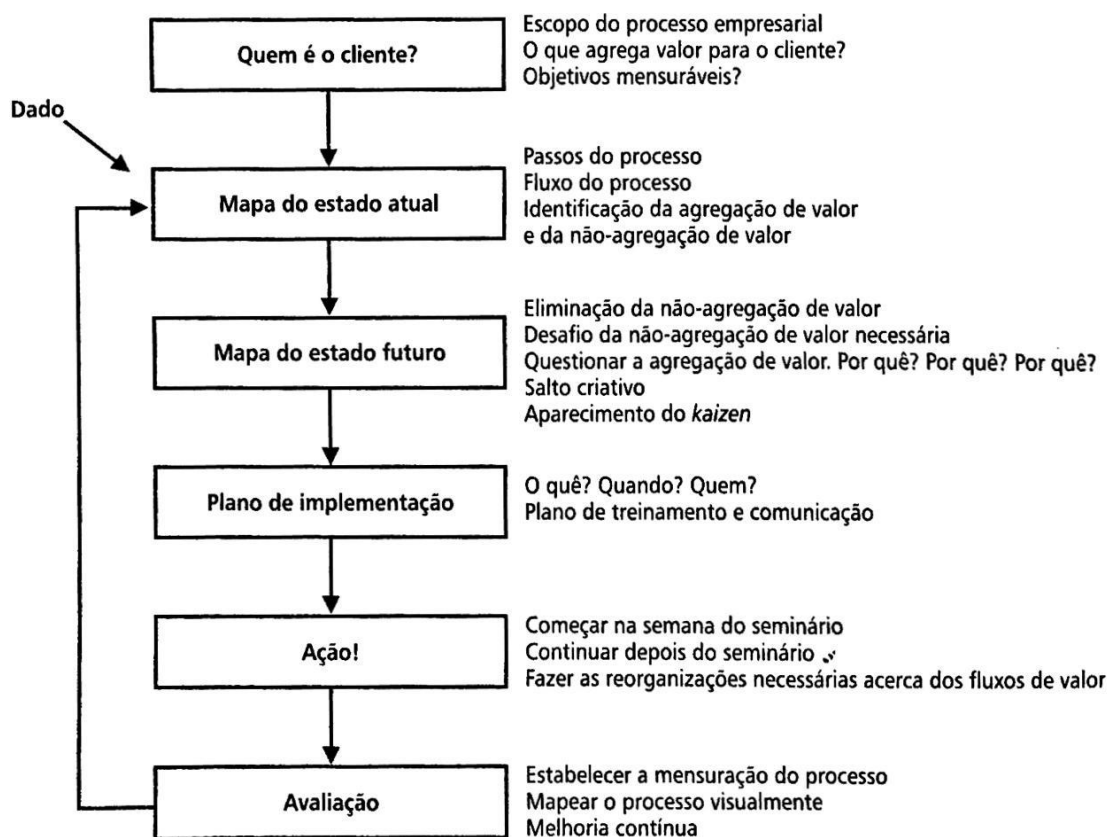 Quem é o cliente?
Escopo do processo empresarial
O que agrega valor para o cliente?
Objetivos mensuráveis?
Dado
Mapa do estado atual
Passos do processo
Fluxo do processo
Identificação da agregação de valor
e da não-agregação de valor
Mapa do estado futuro
Eliminação da não-agregação de valor
Desafio da não-agregação de valor necessária
Questionar a agregação de valor. Por quê? Por quê? Por quê?
Salto criativo
Aparecimento do kaizen
Plano de implementação
O quê? Quando? Quem?
Plano de treinamento e comunicação
Ação!
Começar na semana do seminário
Continuar depois do seminário
Fazer as reorganizações necessárias acerca dos fluxos de valor
Avaliação
Estabelecer a mensuração do processo
Mapear o processo visualmente
Melhoria contínua